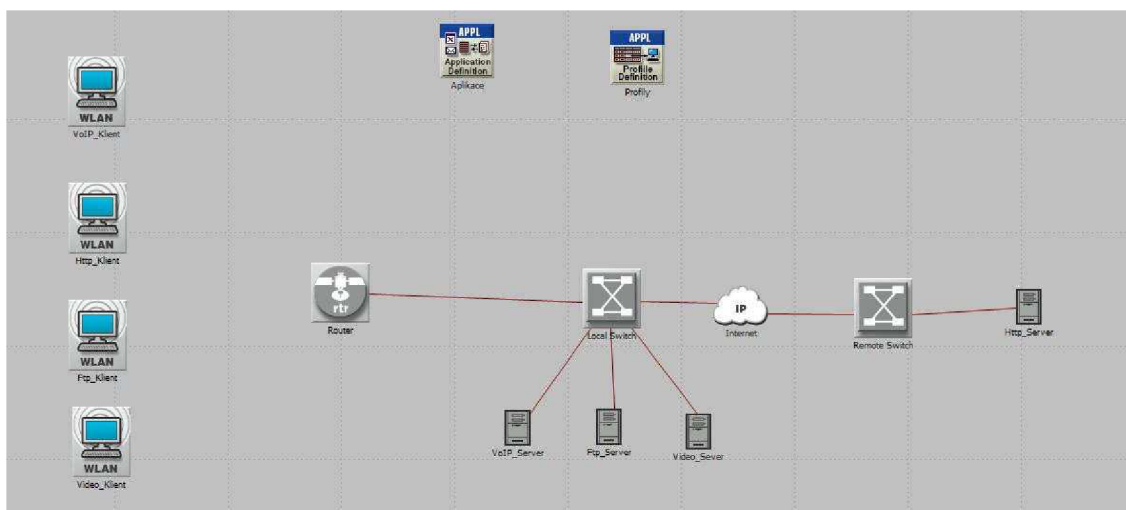 APPL
Application
Definition
Aplikace
APPL
Profile
Definition
Profily
WLAN
VoIP_Klient
WLAN
Http_Klient
WLAN
Ftp_Klient
WLAN
Video_Klient
rtr
Router
Local Switch
IP
Internet
Remote Switch
Http_Server
VoIP_Server
Ftp_Server
Video_Sever